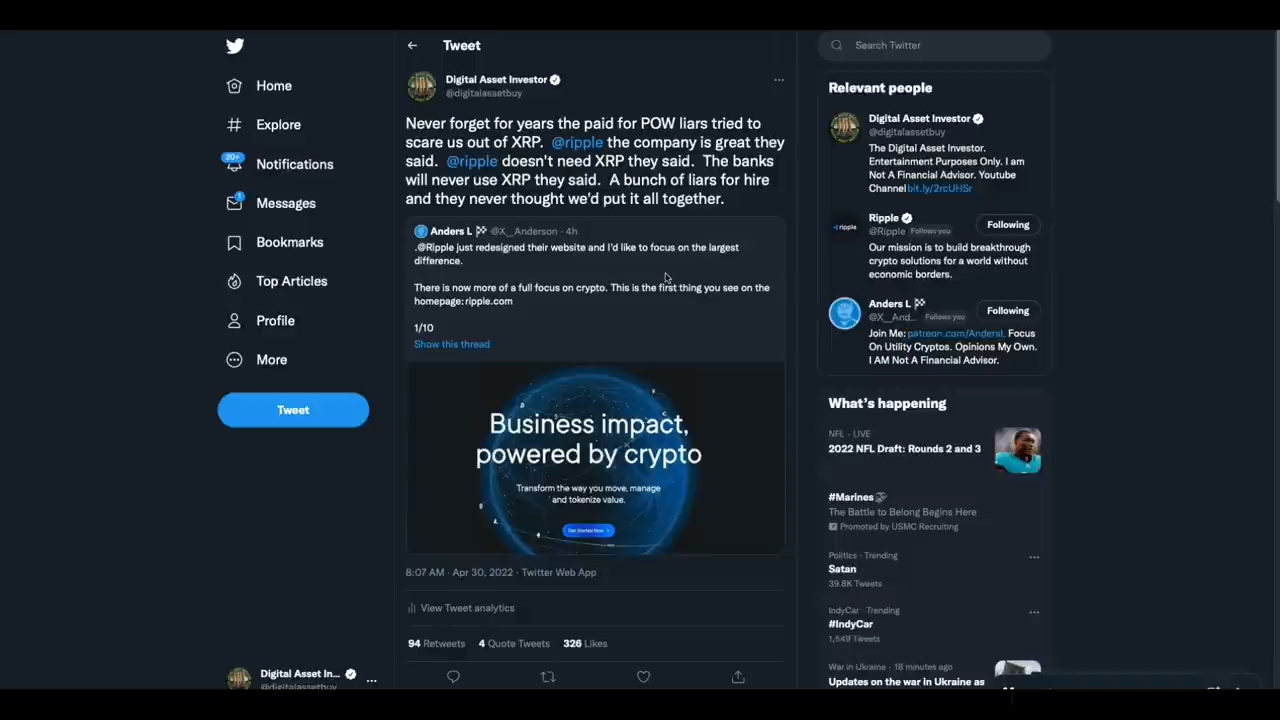 Home
Explore
20+
Notifications
1
Messages
Bookmarks
Top Articles
Profile
More
Tweet
Digital Asset In...
@digitalassetbuy
...
Tweet
Digital Asset Investor
@digitalassetbuy
Never forget for years the paid for POW liars tried to
scare us out of XRP. @ripple the company is great they
said. @ripple doesn't need XRP they said. The banks
will never use XRP they said. A bunch of liars for hire
and they never thought we'd put it all together.
Anders L @X__Anderson · 4h
.@Ripple just redesigned their website and I'd like to focus on the largest
difference.
There is now more of a full focus on crypto. This is the first thing you see on the
homepage: ripple.com
1/10
Show this thread
Business impact,
powered by crypto
Transform the way you move, manage
and tokenize value.
Get Started Now
8:07 AM · Apr 30, 2022 · Twitter Web App
View Tweet analytics
94 Retweets 4 Quote Tweets 326 Likes
Search Twitter
Relevant people
Digital Asset Investor
@digitalassetbuy
The Digital Asset Investor.
Entertainment Purposes Only. I am
Not A Financial Advisor. Youtube
Channel bit.ly/2rcUHSr
ripple
Ripple
@Ripple Follows you
Following
Our mission is to build breakthrough
crypto solutions for a world without
economic borders.
Anders L
@X__And... Follows you
Following
Join Me: patreon.com/AndersL Focus
On Utility Cryptos. Opinions My Own.
I AM Not A Financial Advisor.
What's happening
NFL · LIVE
2022 NFL Draft: Rounds 2 and 3
#Marines
The Battle to Belong Begins Here
Promoted by USMC Recruiting
Politics · Trending
Satan
39.8K Tweets
IndyCar · Trending
#IndyCar
1,549 Tweets
War in Ukraine · 18 minutes ago
Updates on the war in Ukraine as